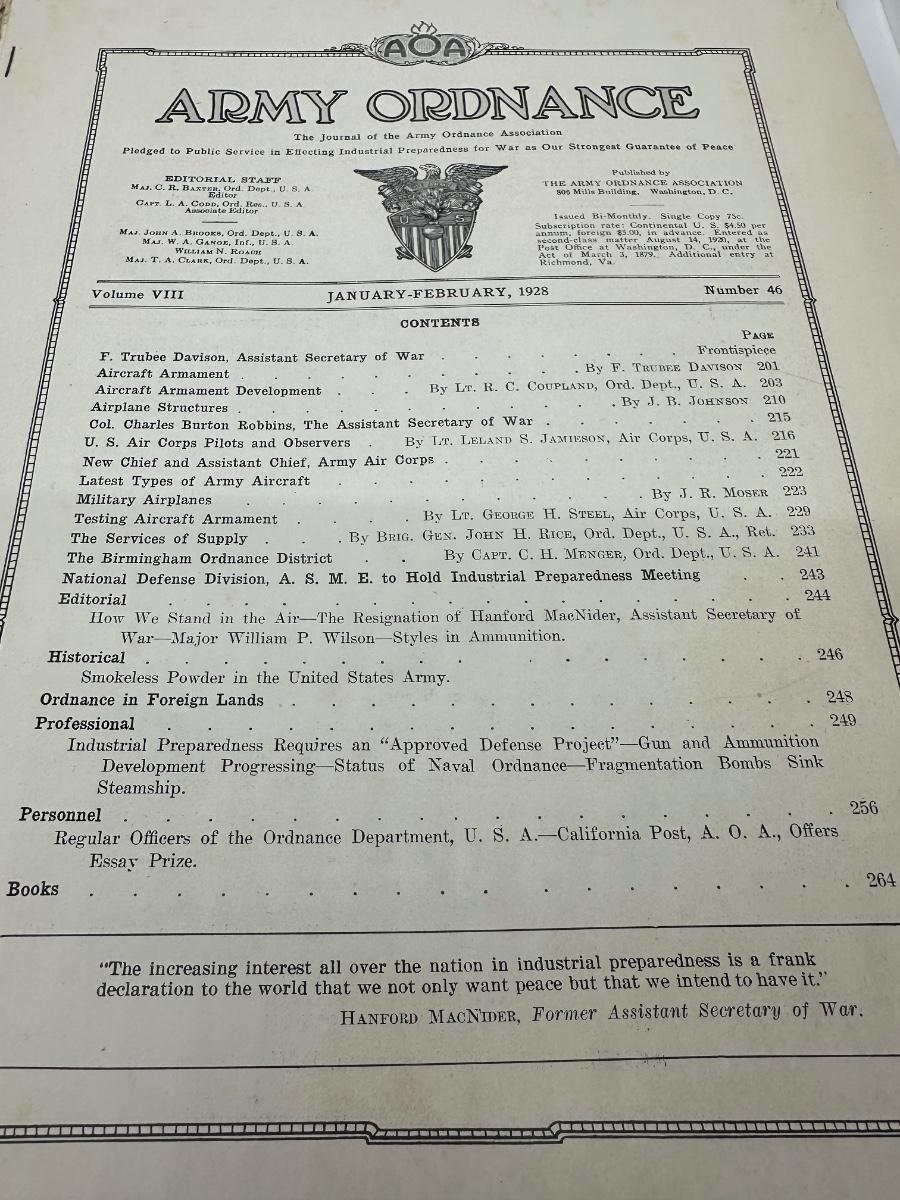 AOA
ARMY ORDNANCE
The Journal of the Army Ordnance Association
Pledged to Public Service in Effecting Industrial Preparedness for War as Our Strongest Guarantee of Peace
EDITORIAL STAFF
Maj. C. R. Baxter, Ord. Dept., U. S. A.
Editor
Capt. L. A. Codd, Ord. Res., U. S. A
Associate Editor
Maj. John A. Brooks, Ord. Dept., U. S. A.
Maj. W. A. Ganoe, Inf., U. S. A.
William N. Roach
Maj. T. A. Clark, Ord. Dept., U. S. A.
U S
Published by
THE ARMY ORDNANCE ASSOCIATION
806 Mills Building, Washington, D. C.
Issued Bi-Monthly. Single Copy 75c.
Subscription rate: Continental U. S. $4.50 per
annum, foreign $5.00, in advance. Entered as
second-class matter August 14, 1920, at the
Post Office at Washington, D. C., under the
Act of March 3, 1879. Additional entry at
Richmond, Va.
Volume VIII JANUARY-FEBRUARY, 1928 Number 46
CONTENTS
PAGE
F. Trubee Davison, Assistant Secretary of War . . . . . . . Frontispiece
Aircraft Armament . . . . . . . . . By F. Trubee Davison 201
Aircraft Armament Development . . . By Lt. R. C. Coupland, Ord. Dept., U. S. A. 203
Airplane Structures . . . . . . . . . . By J. B. Johnson 210
Col. Charles Burton Robbins, The Assistant Secretary of War . . . . . . 215
U. S. Air Corps Pilots and Observers . By Lt. Leland S. Jamieson, Air Corps, U. S. A. 216
New Chief and Assistant Chief, Army Air Corps . . . . . . . . 221
Latest Types of Army Aircraft . . . . . . . . . . . 222
Military Airplanes . . . . . . . . . . By J. R. Moser 223
Testing Aircraft Armament . . . . By Lt. George H. Steel, Air Corps, U. S. A. 229
The Services of Supply . . . By Brig. Gen. John H. Rice, Ord. Dept., U. S. A., Ret. 233
The Birmingham Ordnance District . . By Capt. C. H. Menger, Ord. Dept., U. S. A. 241
National Defense Division, A. S. M. E. to Hold Industrial Preparedness Meeting . . 243
Editorial . . . . . . . . . . . . . . . 244
How We Stand in the Air—The Resignation of Hanford MacNider, Assistant Secretary of
War—Major William P. Wilson—Styles in Ammunition.
Historical . . . . . . . . . . . . . . . 246
Smokeless Powder in the United States Army.
Ordnance in Foreign Lands . . . . . . . . . . . . 248
Professional . . . . . . . . . . . . . . . 249
Industrial Preparedness Requires an “Approved Defense Project”—Gun and Ammunition
Development Progressing—Status of Naval Ordnance—Fragmentation Bombs Sink
Steamship.
Personnel . . . . . . . . . . . . . . . 256
Regular Officers of the Ordnance Department, U. S. A.—California Post, A. O. A., Offers
Essay Prize.
Books . . . . . . . . . . . . . . . 264
“The increasing interest all over the nation in industrial preparedness is a frank
declaration to the world that we not only want peace but that we intend to have it.”
Hanford MacNider, Former Assistant Secretary of War.